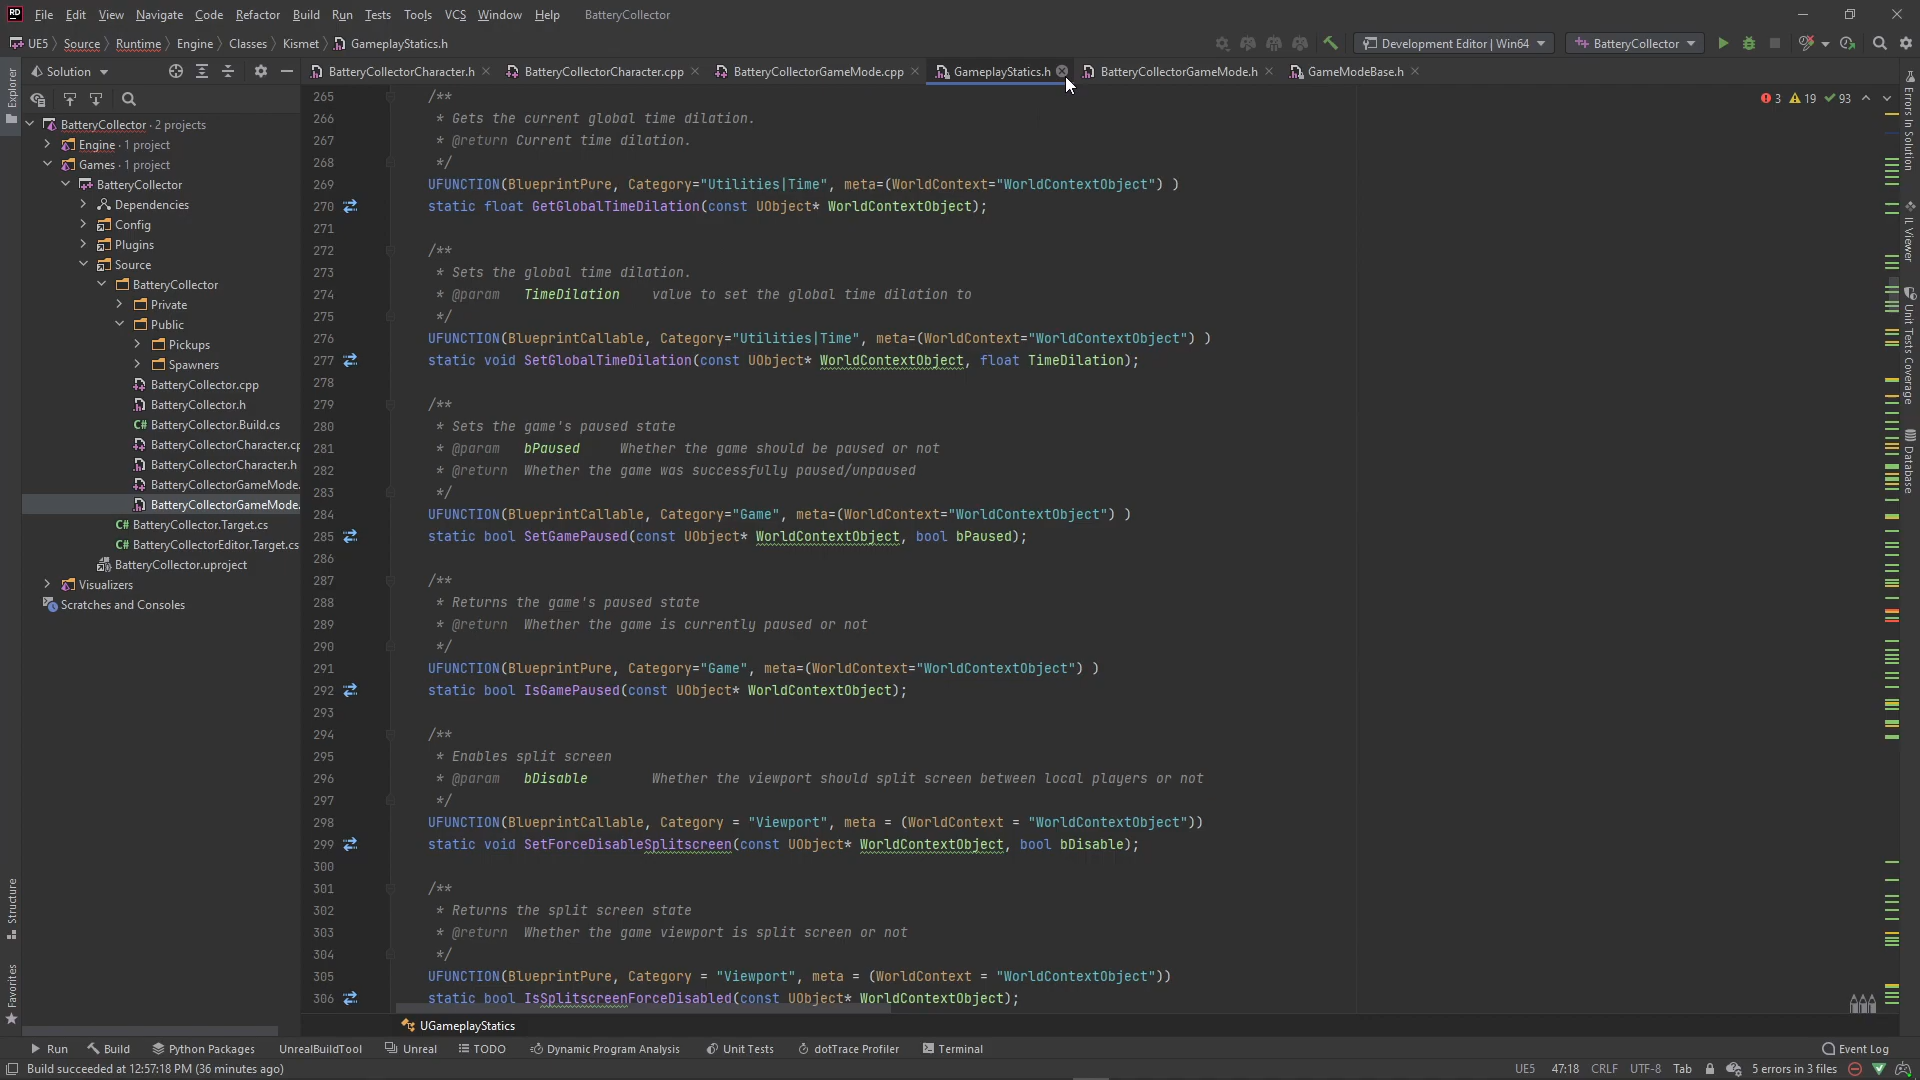 File Edit View Navigate Code Refactor Build Run Tests Tools VCS Window Help BatteryCollector
UE5 Source Runtime Engine Classes Kismet GameplayStatics.h Development Editor | Win64 BatteryCollector
Solution BatteryCollectorCharacter.h BatteryCollectorCharacter.cpp BatteryCollectorGameMode.cpp GameplayStatics.h BatteryCollectorGameMode.h GameModeBase.h
3 19 93
BatteryCollector · 2 projects
Engine · 1 project
Games · 1 project
BatteryCollector
Dependencies
Config
Plugins
Source
BatteryCollector
Private
Public
Pickups
Spawners
BatteryCollector.cpp
BatteryCollector.h
BatteryCollector.Build.cs
BatteryCollectorCharacter.cp
BatteryCollectorCharacter.h
BatteryCollectorGameMode.
BatteryCollectorGameMode.
BatteryCollector.Target.cs
BatteryCollectorEditor.Target.cs
BatteryCollector.uproject
Visualizers
Scratches and Consoles
265 /**
266 * Gets the current global time dilation.
267 * @return Current time dilation.
268 */
269 UFUNCTION(BlueprintPure, Category="Utilities|Time", meta=(WorldContext="WorldContextObject") )
270 static float GetGlobalTimeDilation(const UObject* WorldContextObject);
271
272 /**
273 * Sets the global time dilation.
274 * @param TimeDilation value to set the global time dilation to
275 */
276 UFUNCTION(BlueprintCallable, Category="Utilities|Time", meta=(WorldContext="WorldContextObject") )
277 static void SetGlobalTimeDilation(const UObject* WorldContextObject, float TimeDilation);
278
279 /**
280 * Sets the game's paused state
281 * @param bPaused Whether the game should be paused or not
282 * @return Whether the game was successfully paused/unpaused
283 */
284 UFUNCTION(BlueprintCallable, Category="Game", meta=(WorldContext="WorldContextObject") )
285 static bool SetGamePaused(const UObject* WorldContextObject, bool bPaused);
286
287 /**
288 * Returns the game's paused state
289 * @return Whether the game is currently paused or not
290 */
291 UFUNCTION(BlueprintPure, Category="Game", meta=(WorldContext="WorldContextObject") )
292 static bool IsGamePaused(const UObject* WorldContextObject);
293
294 /**
295 * Enables split screen
296 * @param bDisable Whether the viewport should split screen between local players or not
297 */
298 UFUNCTION(BlueprintCallable, Category = "Viewport", meta = (WorldContext = "WorldContextObject"))
299 static void SetForceDisableSplitscreen(const UObject* WorldContextObject, bool bDisable);
300
301 /**
302 * Returns the split screen state
303 * @return Whether the game viewport is split screen or not
304 */
305 UFUNCTION(BlueprintPure, Category = "Viewport", meta = (WorldContext = "WorldContextObject"))
306 static bool IsSplitscreenForceDisabled(const UObject* WorldContextObject);
UGameplayStatics
Explorer
Structure
Favorites
Errors In Solution
IL Viewer
Unit Tests Coverage
Database
Run Build Python Packages UnrealBuildTool Unreal TODO Dynamic Program Analysis Unit Tests dotTrace Profiler Terminal Event Log
Build succeeded at 12:57:18 PM (36 minutes ago) UE5 47:18 CRLF UTF-8 Tab 5 errors in 3 files